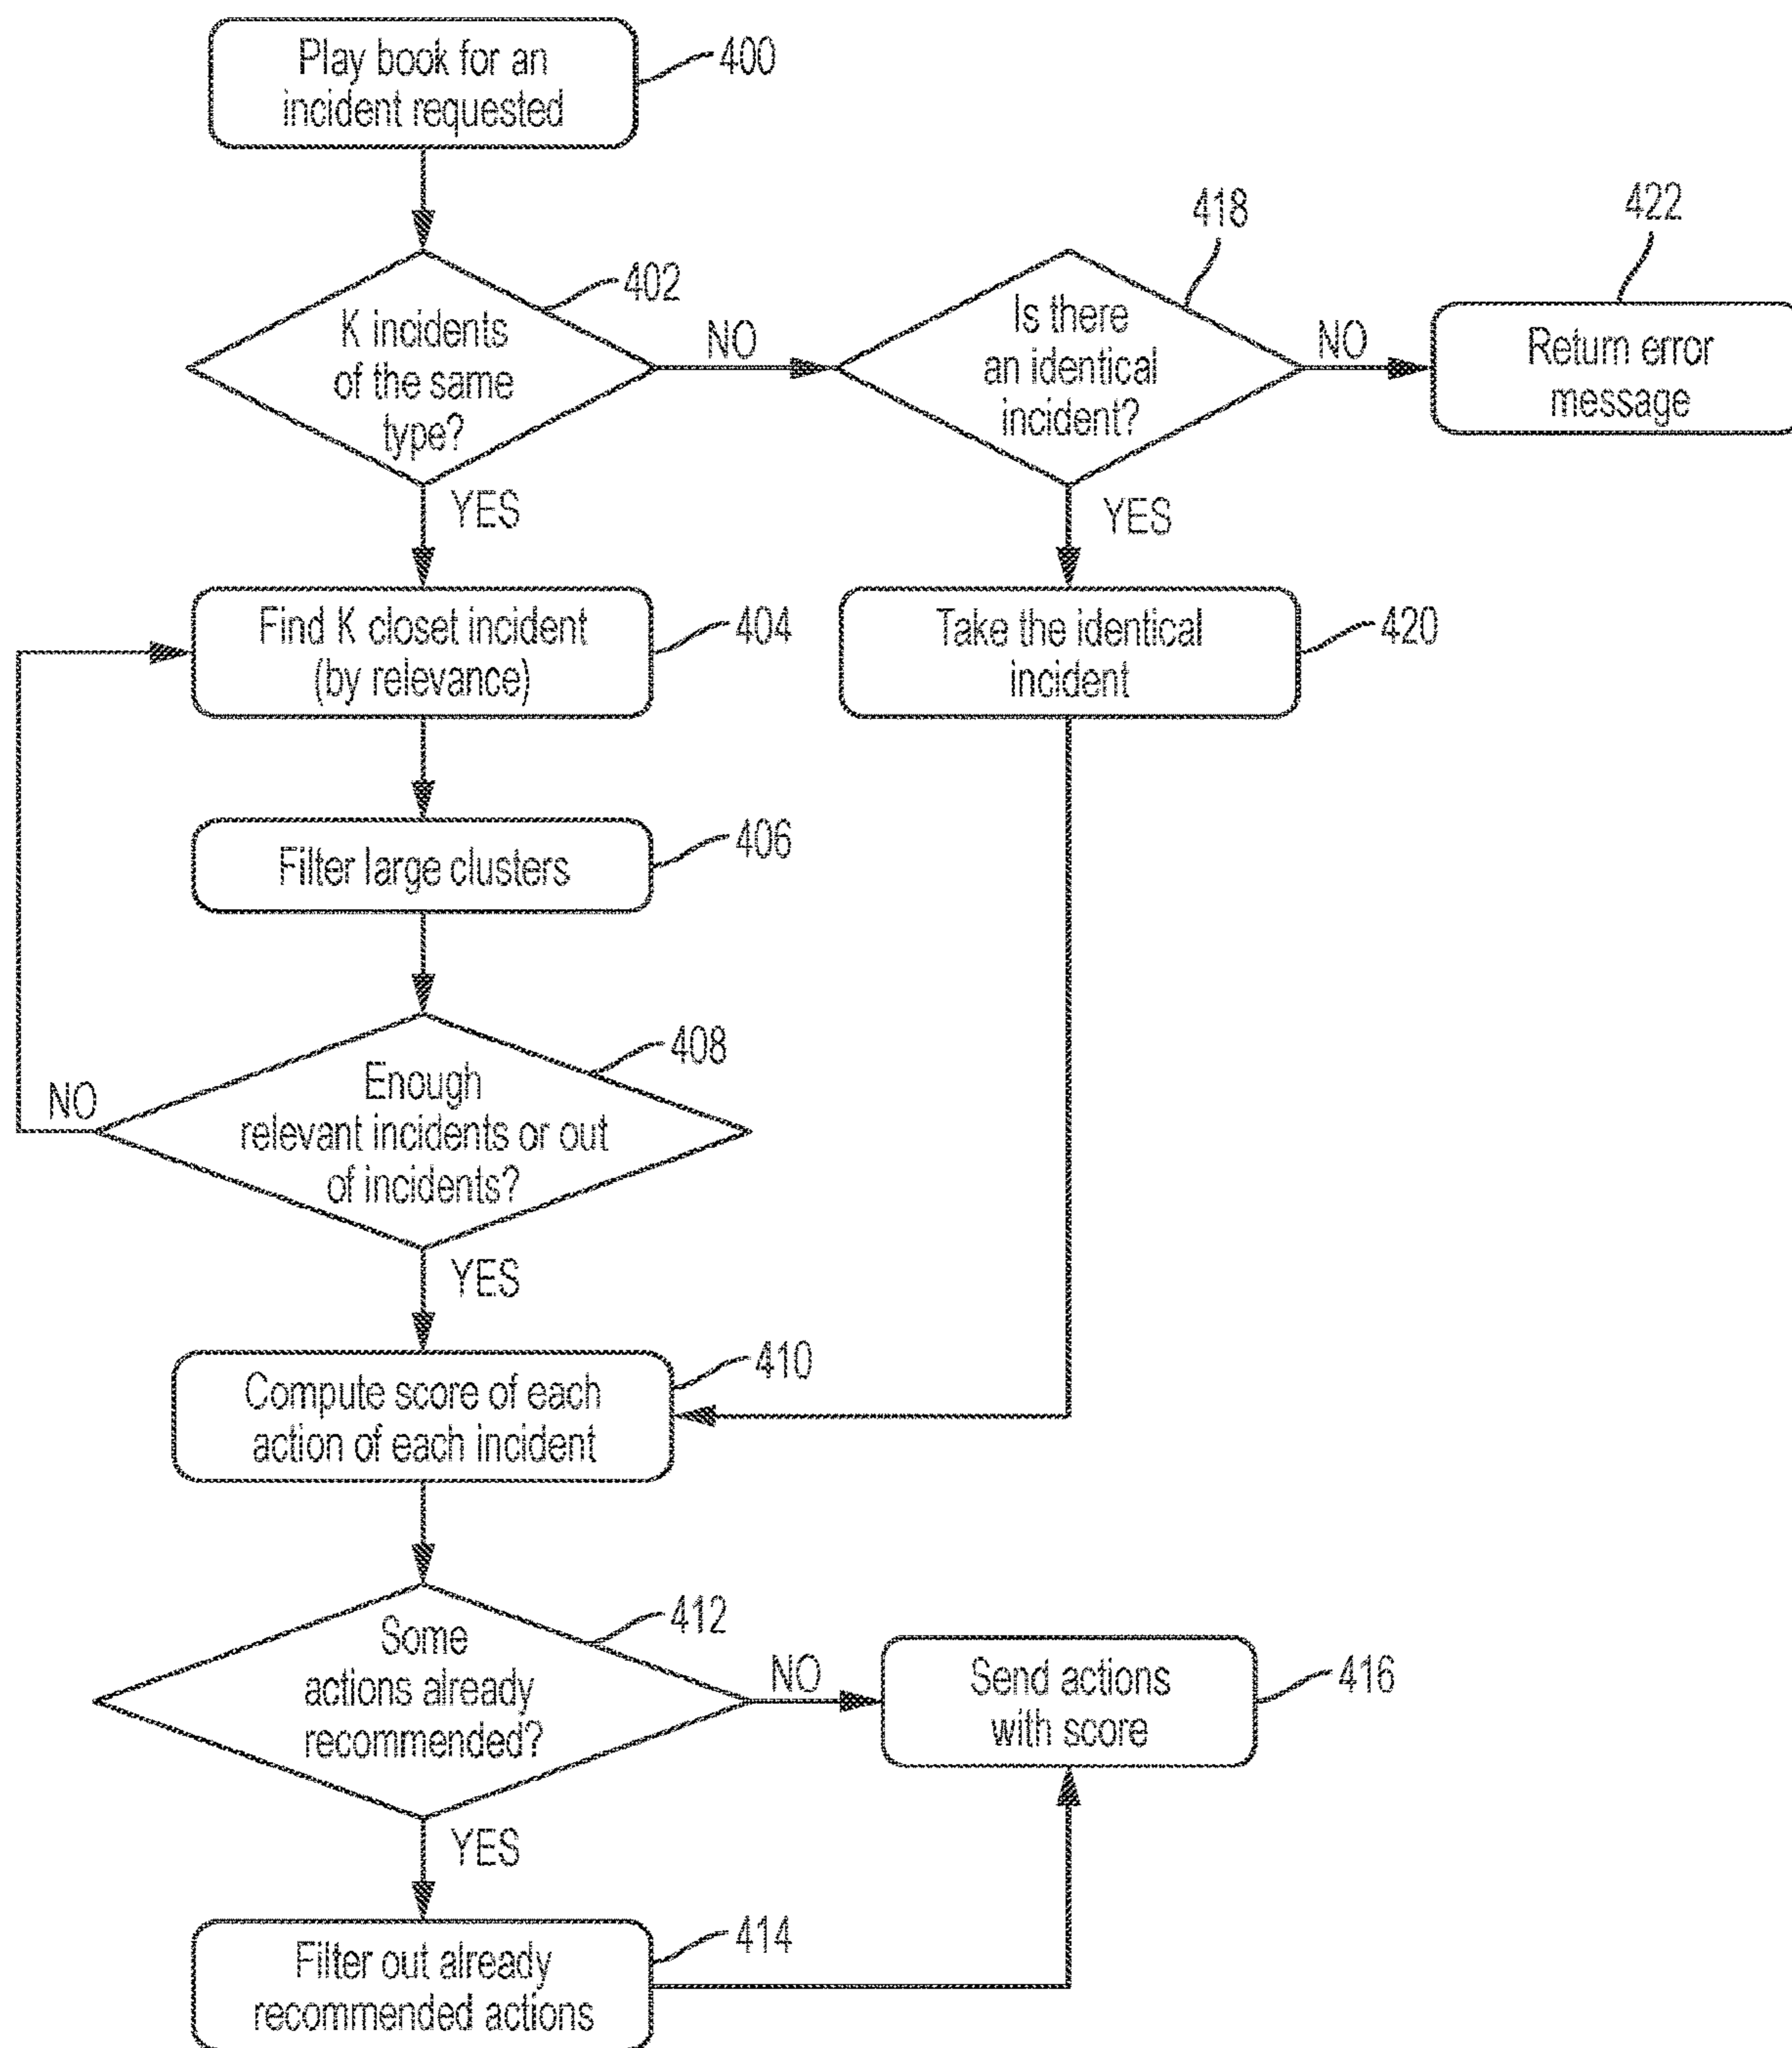 Play book for an
incident requested
400
K incidents
of the same
type?
402
NO
Is there
an identical
incident?
418
NO
Return error
message
422
YES
YES
Find K closet incident
(by relevance)
404
Take the identical
incident
420
Filter large clusters
406
Enough
relevant incidents or out
of incidents?
408
NO
YES
Compute score of each
action of each incident
410
Some
actions already
recommended?
412
NO
Send actions
with score
416
YES
Filter out already
recommended actions
414